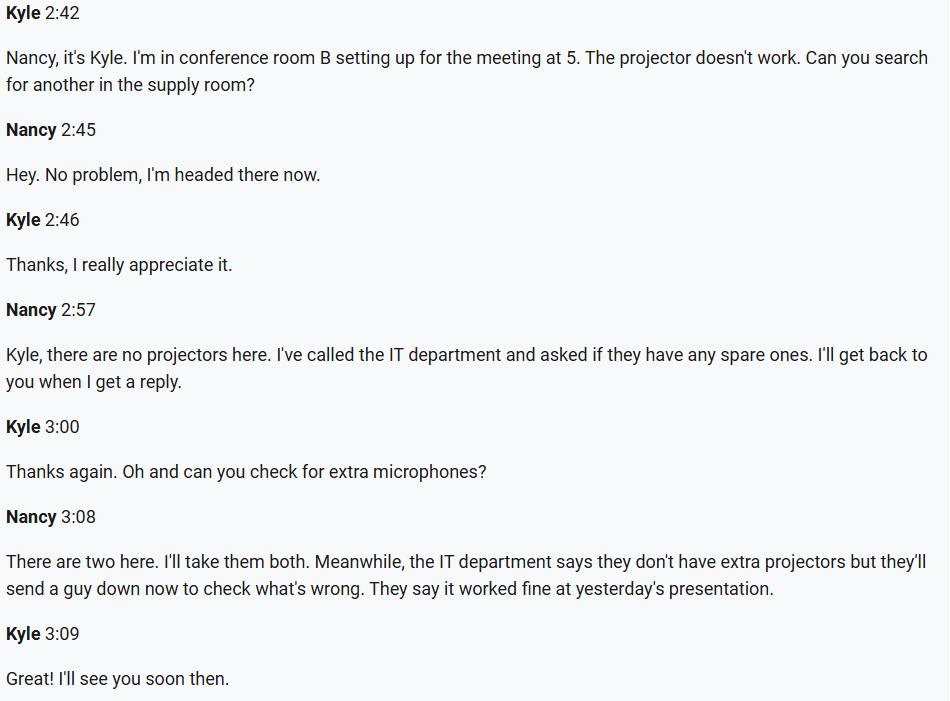 Kyle 2:42
Nancy, it's Kyle. I'm in conference room B setting up for the meeting at 5. The projector doesn't work. Can you search
for another in the supply room?
Nancy 2:45
Hey. No problem, I'm headed there now.
Kyle 2:46
Thanks, I really appreciate it.
Nancy 2:57
Kyle, there are no projectors here. I've called the IT department and asked if they have any spare ones. I'll get back to
you when I get a reply.
Kyle 3:00
Thanks again. Oh and can you check for extra microphones?
Nancy 3:08
There are two here. I'll take them both. Meanwhile, the IT department says they don't have extra projectors but they'll
send a guy down now to check what's wrong. They say it worked fine at yesterday's presentation.
Kyle 3:09
Great! I'll see you soon then.